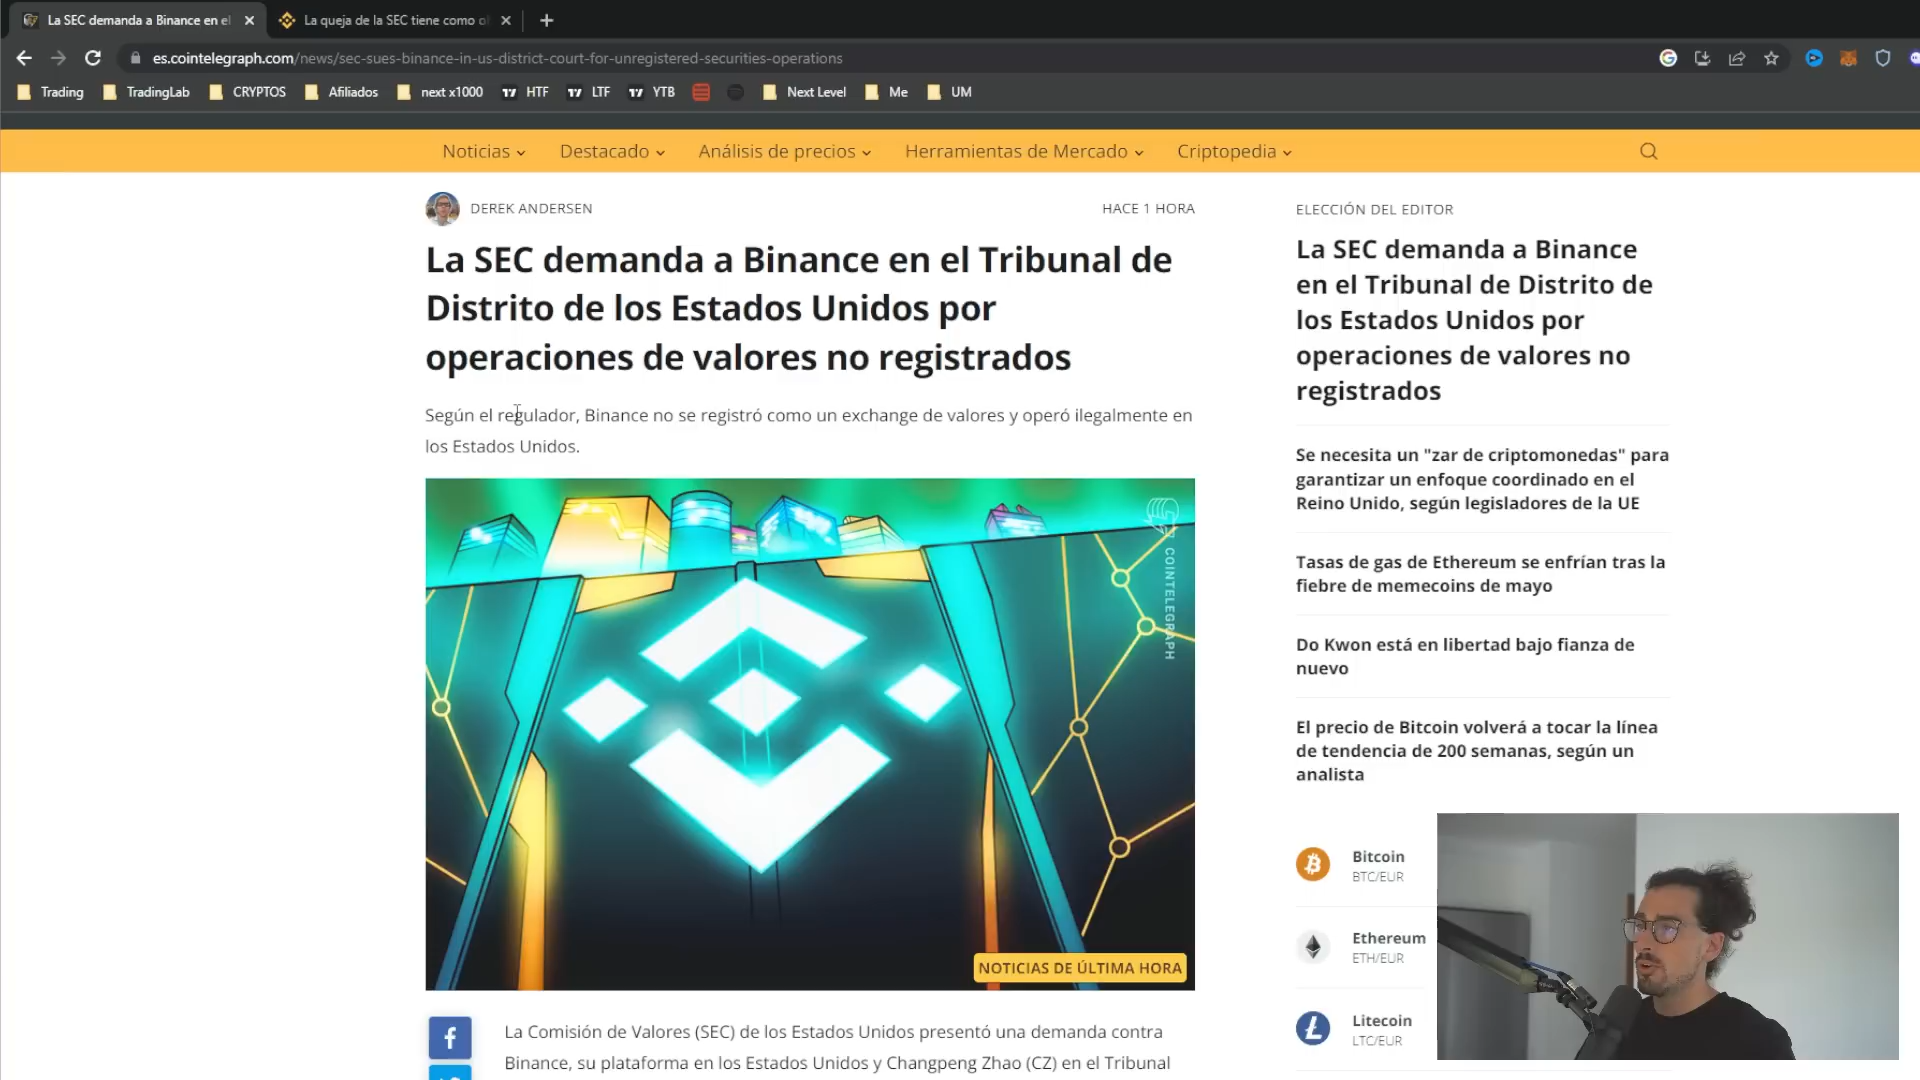 La SEC demanda a Binance en el
La queja de la SEC tiene como o
es.cointelegraph.com/news/sec-sues-binance-in-us-district-court-for-unregistered-securities-operations
Trading
TradingLab
CRYPTOS
Afiliados
next x1000
HTF
LTF
YTB
Next Level
Me
UM
Noticias
Destacado
Análisis de precios
Herramientas de Mercado
Criptopedia
DEREK ANDERSEN
HACE 1 HORA
La SEC demanda a Binance en el Tribunal de
Distrito de los Estados Unidos por
operaciones de valores no registrados
Según el regulador, Binance no se registró como un exchange de valores y operó ilegalmente en
los Estados Unidos.
COINTELEGRAPH
NOTICIAS DE ÚLTIMA HORA
La Comisión de Valores (SEC) de los Estados Unidos presentó una demanda contra
Binance, su plataforma en los Estados Unidos y Changpeng Zhao (CZ) en el Tribunal
ELECCIÓN DEL EDITOR
La SEC demanda a Binance
en el Tribunal de Distrito de
los Estados Unidos por
operaciones de valores no
registrados
Se necesita un "zar de criptomonedas" para
garantizar un enfoque coordinado en el
Reino Unido, según legisladores de la UE
Tasas de gas de Ethereum se enfrían tras la
fiebre de memecoins de mayo
Do Kwon está en libertad bajo fianza de
nuevo
El precio de Bitcoin volverá a tocar la línea
de tendencia de 200 semanas, según un
analista
Bitcoin
BTC/EUR
Ethereum
ETH/EUR
Litecoin
LTC/EUR